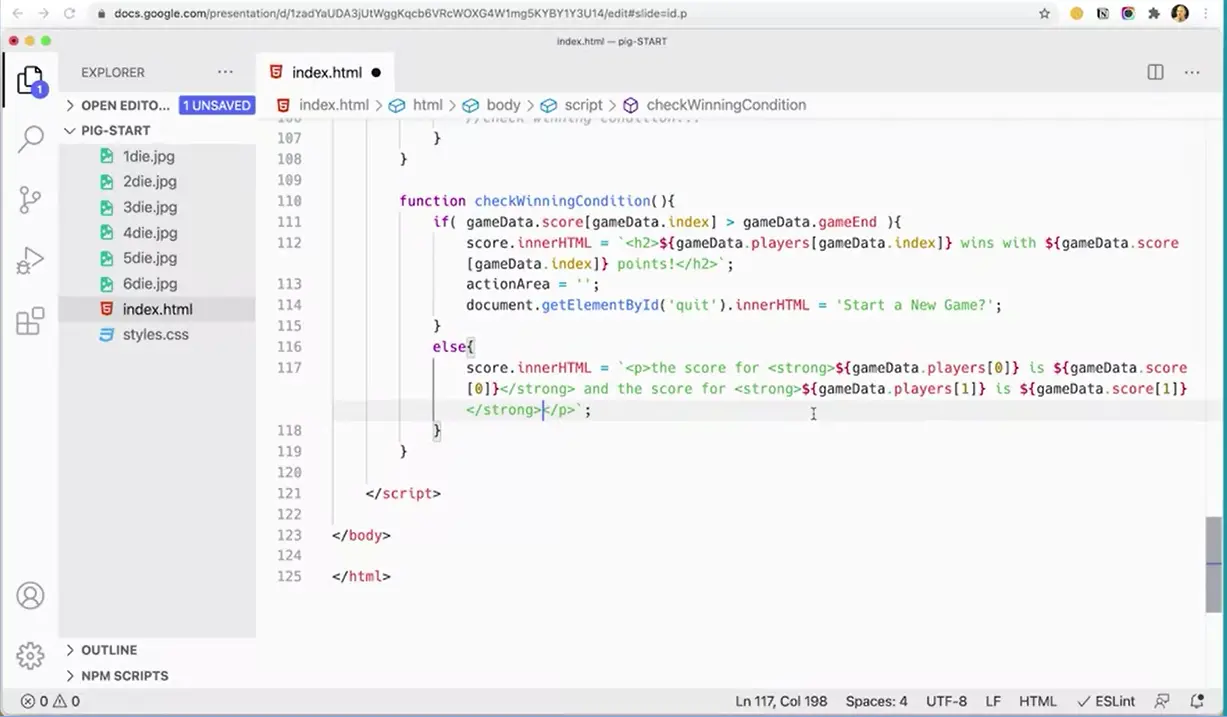 docs.google.com/presentation/d/1zadYaUDA3jUtWggKqcb6VRcWOXG4W1mg5KYBY1Y3U14/edit#slide=id.p
index.html — pig-START
EXPLORER
index.html
1
OPEN EDITO... 1 UNSAVED
index.html > html > body > script > checkWinningCondition
PIG-START
1die.jpg
2die.jpg
3die.jpg
4die.jpg
5die.jpg
6die.jpg
index.html
styles.css
106 //check winning condition...
107 }
108 }
109
110 function checkWinningCondition(){
111 if( gameData.score[gameData.index] > gameData.gameEnd ){
112 score.innerHTML = `<h2>${gameData.players[gameData.index]} wins with ${gameData.score
[gameData.index]} points!</h2>`;
113 actionArea = '';
114 document.getElementById('quit').innerHTML = 'Start a New Game?';
115 }
116 else{
117 score.innerHTML = `<p>the score for <strong>${gameData.players[0]} is ${gameData.score
[0]}</strong> and the score for <strong>${gameData.players[1]} is ${gameData.score[1]}
</strong></p>`;
118 }
119 }
120
121 </script>
122
123 </body>
124
125 </html>
OUTLINE
NPM SCRIPTS
0 0
Ln 117, Col 198 Spaces: 4 UTF-8 LF HTML ESLint